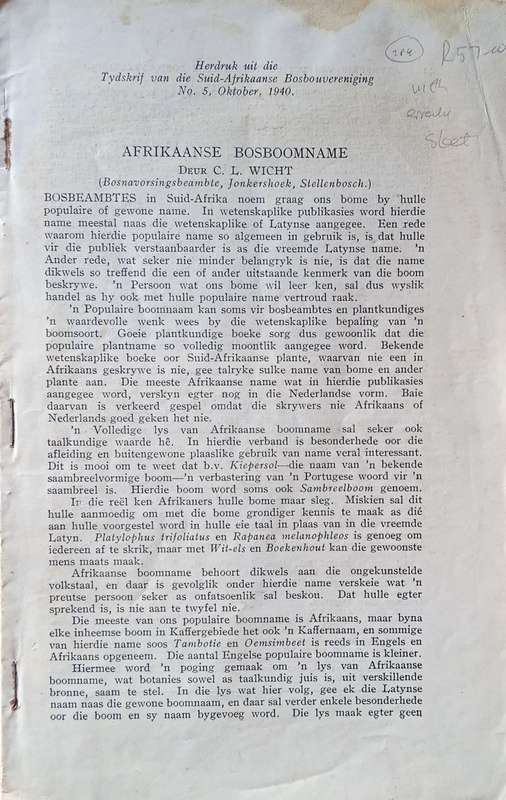 Herdruk uit die
Tydskrif van die Suid-Afrikaanse Bosbouvereniging
No. 5, Oktober, 1940.
R57-00
with
errata
Sheet
AFRIKAANSE BOSBOOMNAME
DEUR C. L. WICHT
(Bosnavorsingsbeambte, Jonkershoek, Stellenbosch.)
BOSBEAMBTES in Suid-Afrika noem graag ons bome by hulle
populaire of gewone name. In wetenskaplike publikasies word hierdie
name meestal naas die wetenskaplike of Latynse aangegee. Een rede
waarom hierdie populaire name so algemeen in gebruik is, is dat hulle
vir die publiek verstaanbaarder is as die vreemde Latynse name. 'n
Ander rede, wat seker nie minder belangryk is nie, is dat die name
dikwels so treffend die een of ander uitstaande kenmerk van die boom
beskrywe. 'n Persoon wat ons bome wil leer ken, sal dus wyslik
handel as hy ook met hulle populaire name vertroud raak.
'n Populaire boomnaam kan soms vir bosbeambtes en plantkundiges
'n waardevolle wenk wees by die wetenskaplike bepaling van 'n
boomsoort. Goeie plantkundige boeke sorg dus gewoonlik dat die
populaire plantname so volledig moontlik aangegee word. Bekende
wetenskaplike boeke oor Suid-Afrikaanse plante, waarvan nie een in
Afrikaans geskrywe is nie, gee talryke sulke name van bome en ander
plante aan. Die meeste Afrikaanse name wat in hierdie publikasies
aangegee word, verskyn egter nog in die Nederlandse vorm. Baie
daarvan is verkeerd gespel omdat die skrywers nie Afrikaans of
Nederlands goed geken het nie.
'n Volledige lys van Afrikaanse boomname sal seker ook
taalkundige waarde hê. In hierdie verband is besonderhede oor die
afleiding en buitengewone plaaslike gebruik van name veral interessant.
Dit is mooi om te weet dat b.v. Kiepersol—die naam van 'n bekende
saambreelvormige boom—'n verbastering van 'n Portugese woord vir 'n
saambreel is. Hierdie boom word soms ook Sambreelboom genoem.
In die reël ken Afrikaners hulle bome maar sleg. Miskien sal dit
hulle aanmoedig om met die bome grondiger kennis te maak as dié
aan hulle voorgestel word in hulle eie taal in plaas van in die vreemde
Latyn. Platylophus trifoliatus en Rapanea melanophleos is genoeg om
iedereen af te skrik, maar met Wit-els en Boekenhout kan die gewoonste
mens maats maak.
Afrikaanse boomname behoort dikwels aan die ongekunstelde
volkstaal, en daar is gevolglik onder hierdie name verskeie wat 'n
preutse persoon seker as onfatsoenlik sal beskou. Dat hulle egter
sprekend is, is nie aan te twyfel nie.
Die meeste van ons populaire boomname is Afrikaans, maar byna
elke inheemse boom in Kaffergebiede het ook 'n Kaffernaam, en sommige
van hierdie name soos Tambotie en Oemsimbeet is reeds in Engels en
Afrikaans opgeneem. Die aantal Engelse populaire boomname is kleiner.
Hiermee word 'n poging gemaak om 'n lys van Afrikaanse
boomname, wat botanies sowel as taalkundig juis is, uit verskillende
bronne, saam te stel. In die lys wat hier volg, gee ek die Latynse
naam naas die gewone boomnaam, en daar sal verder enkele besonderhede
oor die boom en sy naam bygevoeg word. Die lys maak egter geen